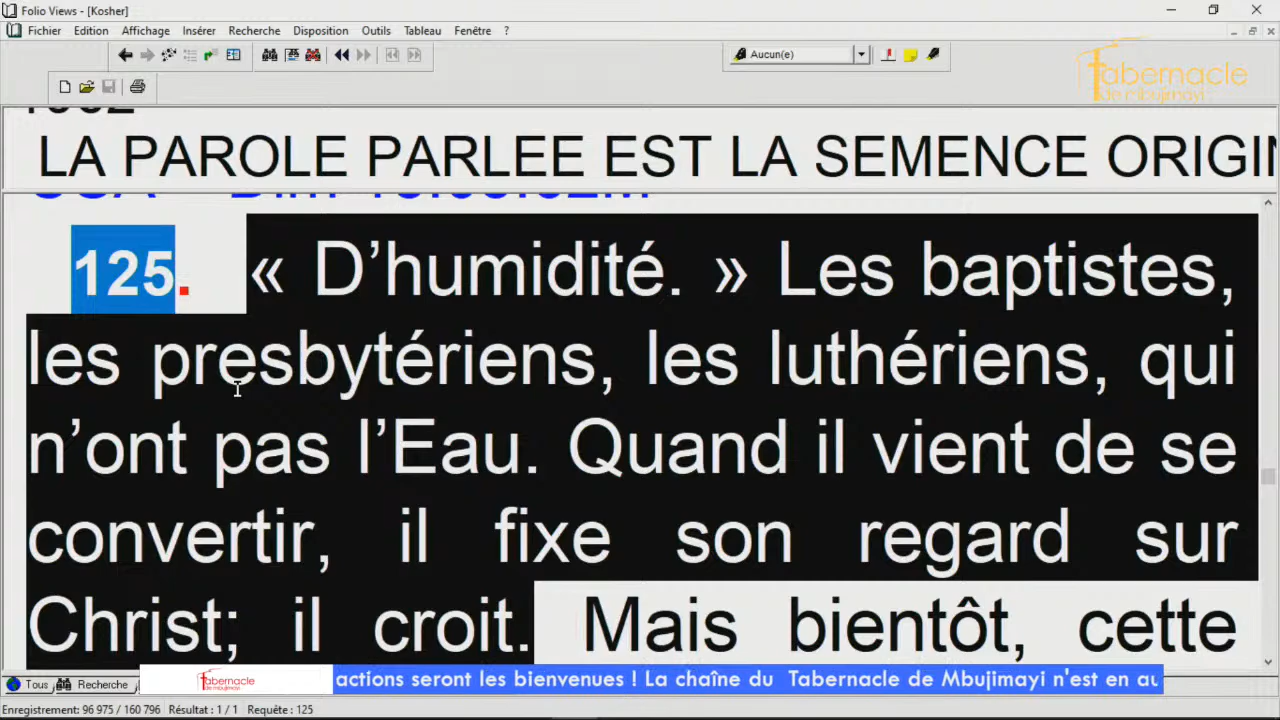 Folio Views - [Kosher]
Fichier Edition Affichage Insérer Recherche Disposition Outils Tableau Fenêtre ?
Aucun(e)
Tabernacle
de mbujimayi
LA PAROLE PARLEE EST LA SEMENCE ORIGIN
125. « D’humidité. » Les baptistes,
les presbytériens, les luthériens, qui
n’ont pas l’Eau. Quand il vient de se
convertir, il fixe son regard sur
Christ; il croit. Mais bientôt, cette
Tous Recherche
Tabernacle
de mbujimayi
actions seront les bienvenues ! La chaîne du Tabernacle de Mbujimayi n'est en au
Enregistrement: 96 975 / 160 796 Résultat : 1 / 1 Requête : 125